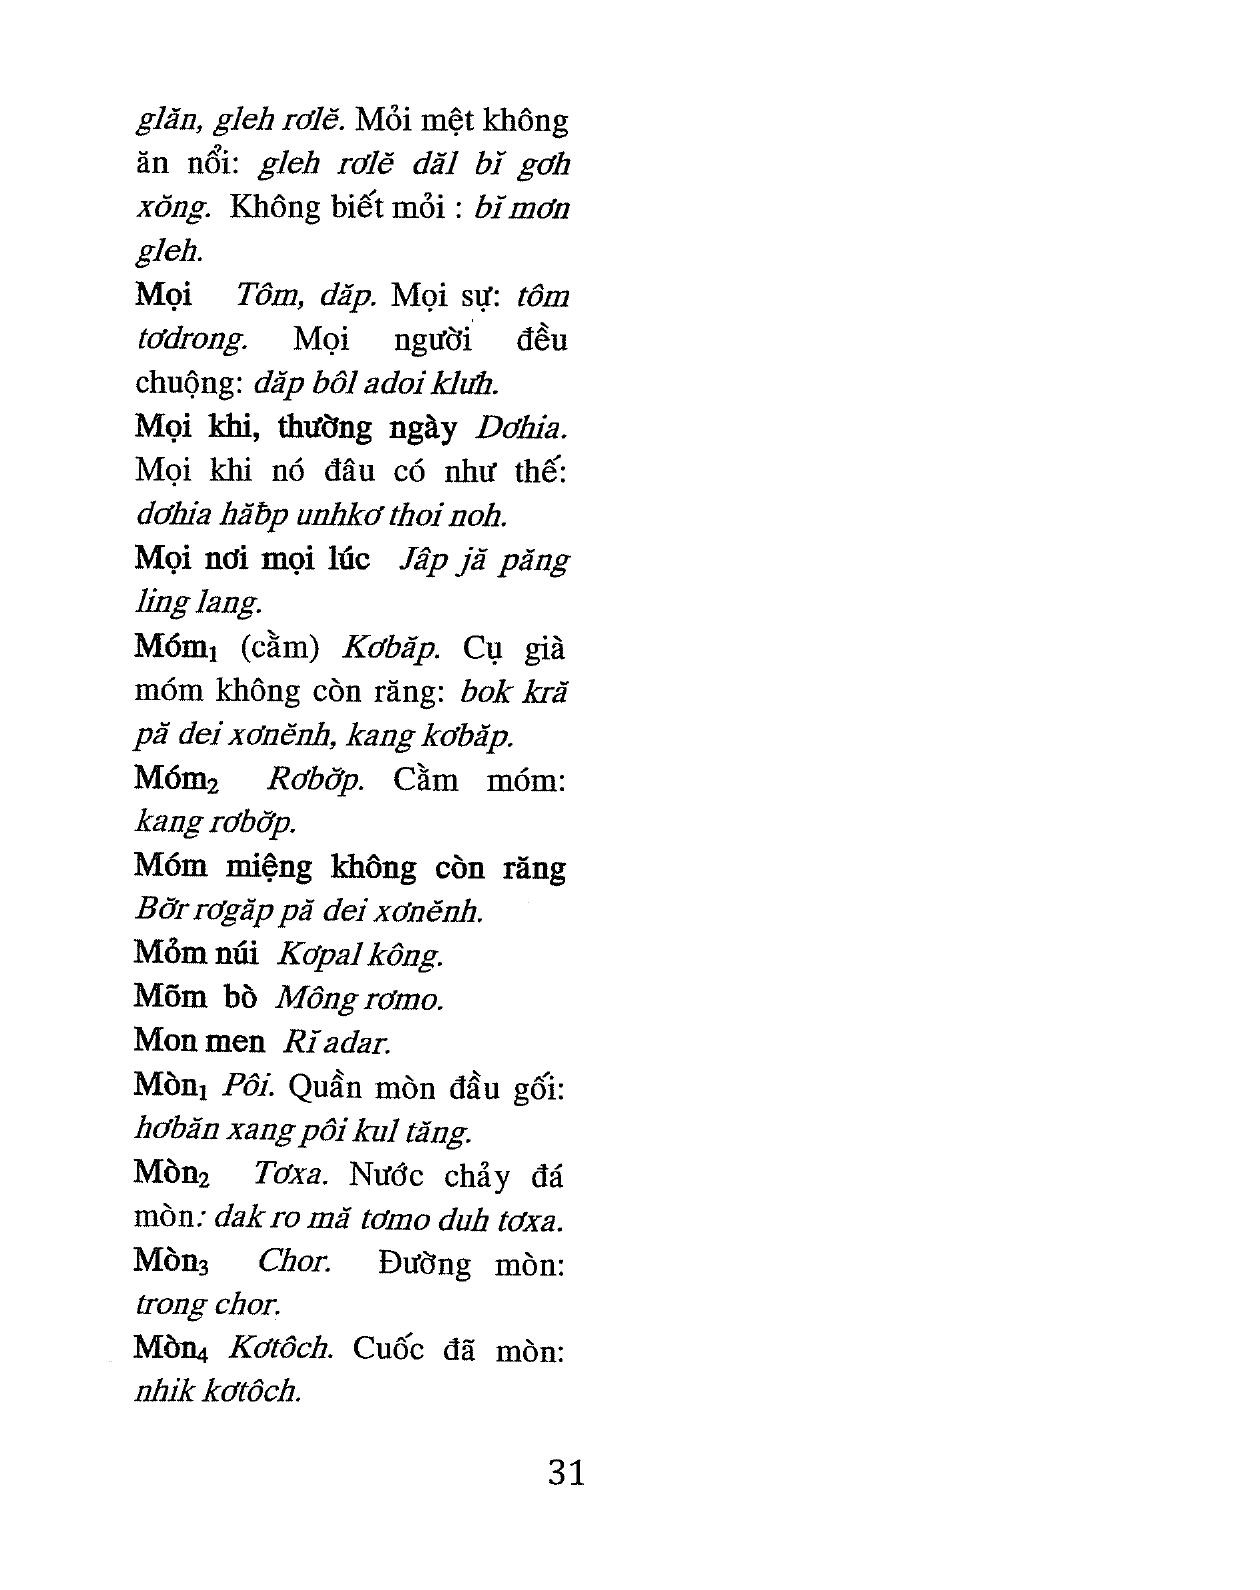 glăn, gleh rơlĕ. Mỏi mệt không
ăn nổi: gleh rơlĕ dăl bĭ gơh
xŏng. Không biết mỏi : bĭ mơn
gleh.
Mọi Tôm, dăp. Mọi sự: tôm
tơdrong. Mọi người đều
chuộng: dăp bôl adoi klưh.
Mọi khi, thường ngày Dơhia.
Mọi khi nó đâu có như thế:
dơhia hăƀp unhkơ thoi noh.
Mọi nơi mọi lúc Jâp jă păng
ling lang.
Móm₁ (cằm) Kơbăp. Cụ già
móm không còn răng: bok kră
pă dei xơnĕnh, kang kơbăp.
Móm₂ Rơbơ̆p. Cằm móm:
kang rơbơ̆p.
Móm miệng không còn răng
Bơ̆r rơgăp pă dei xơnĕnh.
Mỏm núi Kơpal kông.
Mõm bò Mông rơmo.
Mon men Rĭ adar.
Mòn₁ Pôi. Quần mòn đầu gối:
hơbăn xang pôi kul tăng.
Mòn₂ Tơxa. Nước chảy đá
mòn: dak ro mă tơmo duh tơxa.
Mòn₃ Chor. Đường mòn:
trong chor.
Mòn₄ Kơtôch. Cuốc đã mòn:
nhik kơtôch.
31